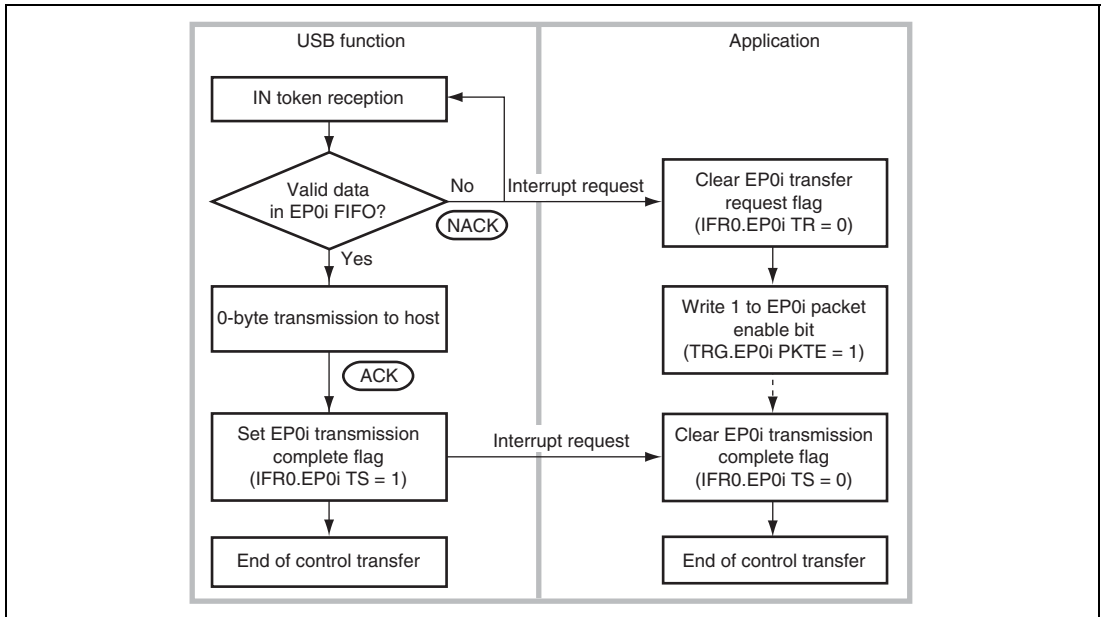 USB function
Application
IN token reception
Valid data
in EP0i FIFO?
No
Interrupt request
NACK
Clear EP0i transfer
request flag
(IFR0.EP0i TR = 0)
Yes
0-byte transmission to host
Write 1 to EP0i packet
enable bit
(TRG.EP0i PKTE = 1)
ACK
Set EP0i transmission
complete flag
(IFR0.EP0i TS = 1)
Interrupt request
Clear EP0i transmission
complete flag
(IFR0.EP0i TS = 0)
End of control transfer
End of control transfer